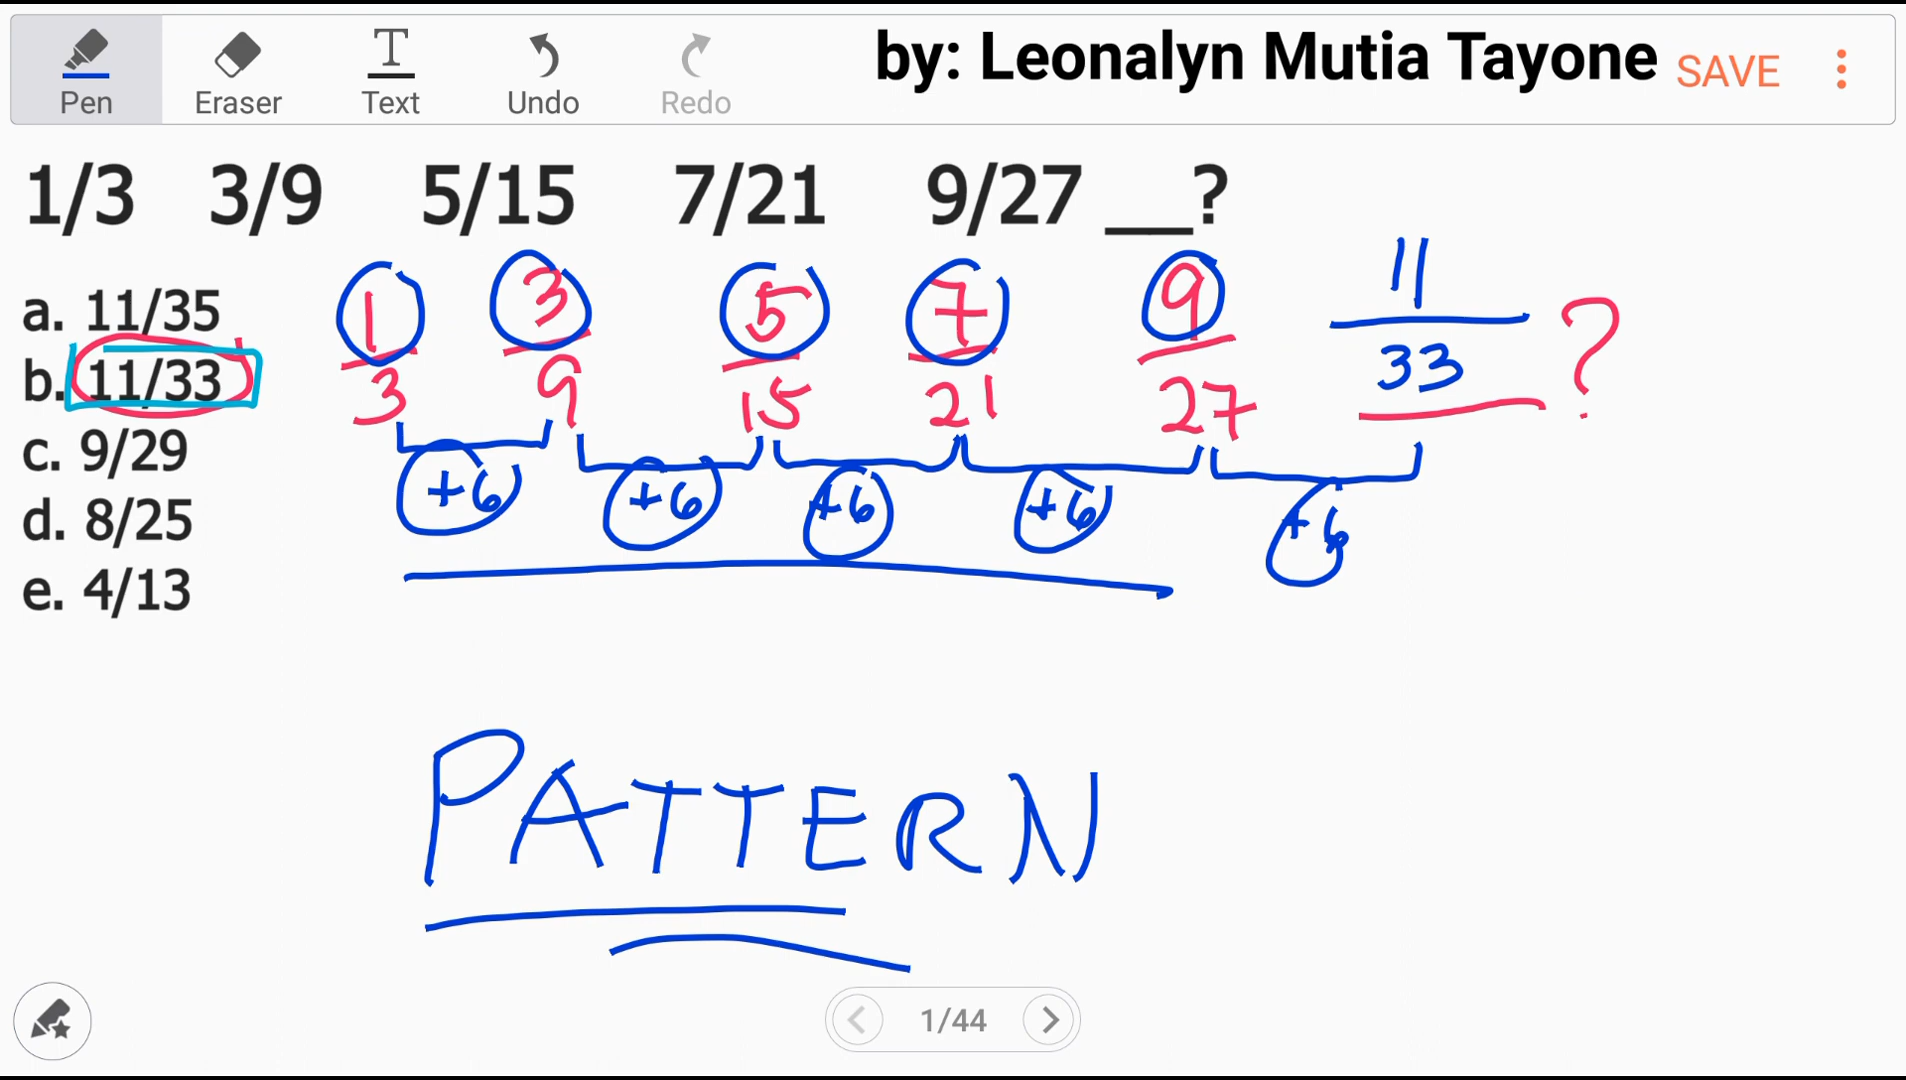 by: Leonalyn Mutia Tayone
Pen Eraser Text Undo Redo SAVE
1/3 3/9 5/15 7/21 9/27 __?
a. 11/35
b. 11/33
c. 9/29
d. 8/25
e. 4/13
1 3 5 7 9 11
3 9 15 21 27 33 ?
+6 +6 +6 +6 +6
PATTERN
1/44